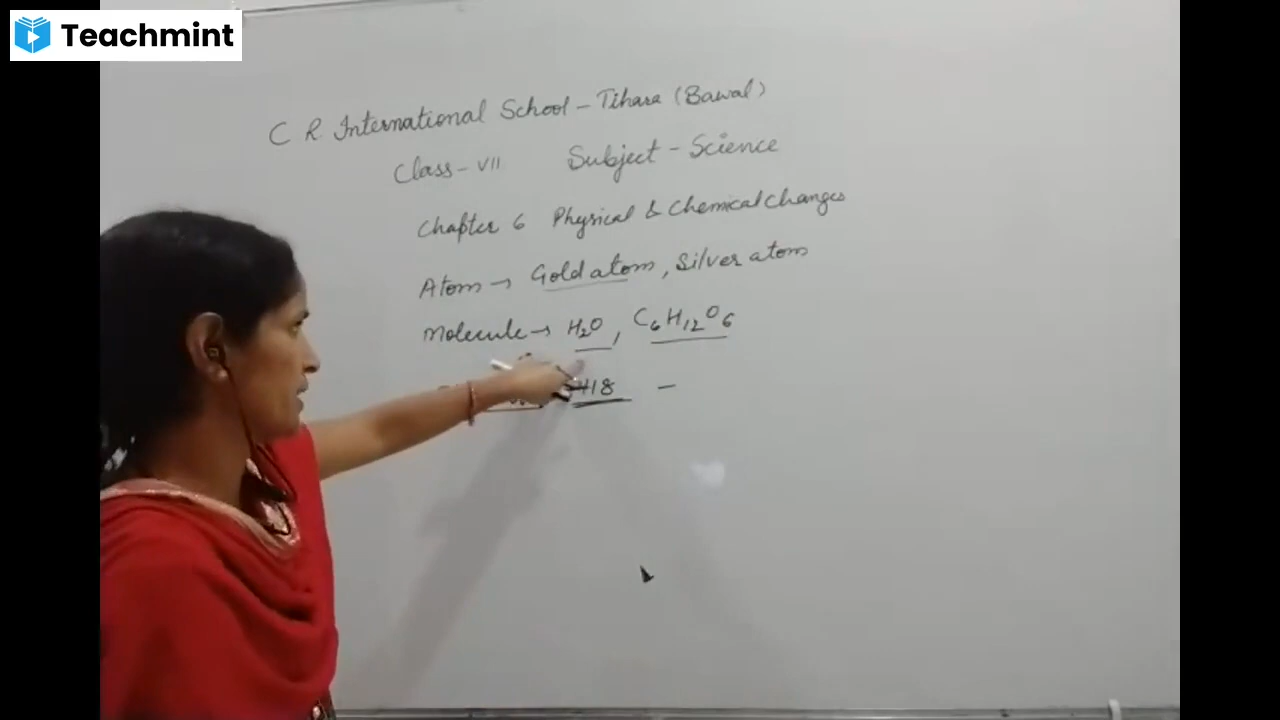 Teachmint
C R International School - Tihara (Bawal)
Class - VII Subject - Science
Chapter 6 Physical & Chemical Changes
Atom → Gold atom, Silver atom
Molecule → H₂O, C₆H₁₂O₆
118 -